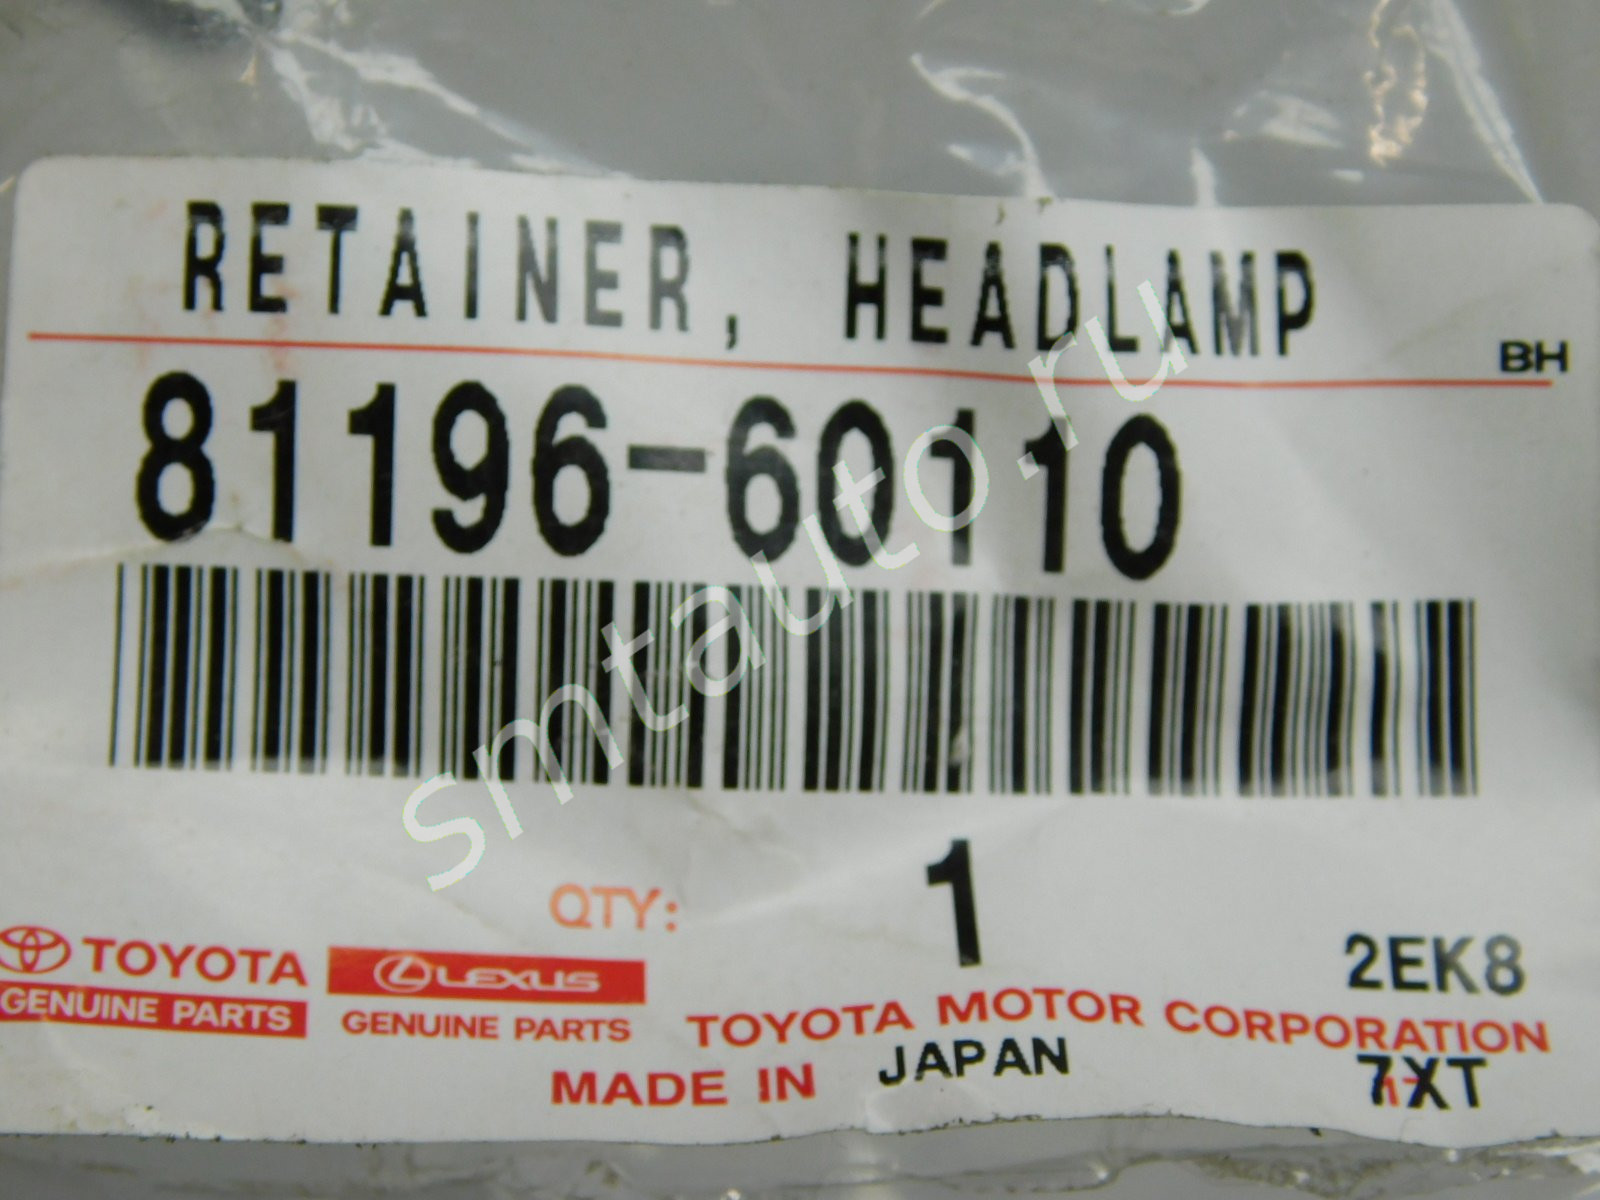 RETAINER, HEADLAMP
BH
81196-60110
QTY: 1
2EK8
TOYOTA
GENUINE PARTS
LEXUS
GENUINE PARTS
TOYOTA MOTOR CORPORATION
MADE IN JAPAN
7XT
smtauto.ru